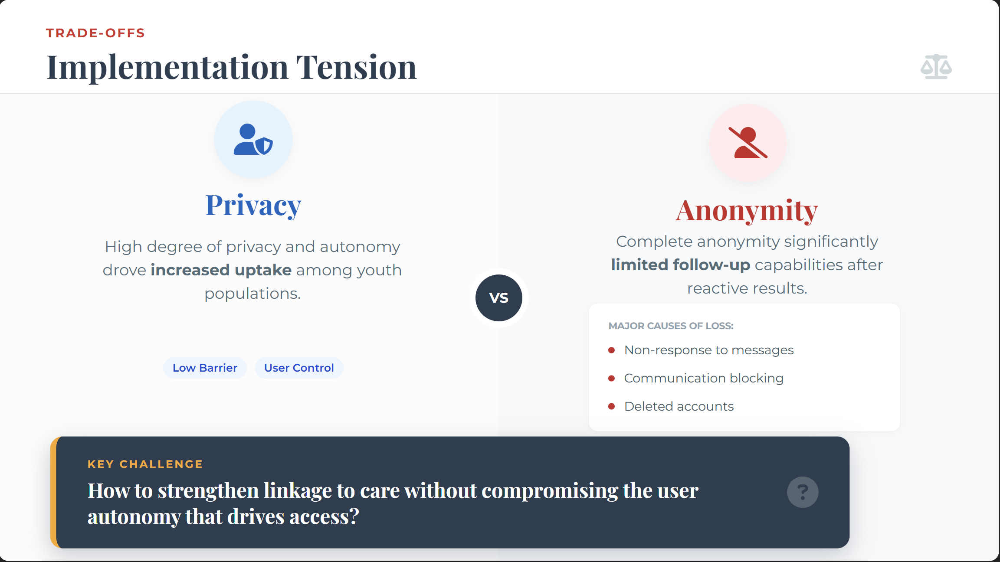 TRADE-OFFS
Implementation Tension
Privacy
High degree of privacy and autonomy
drove increased uptake among youth
populations.
Low Barrier
User Control
VS
Anonymity
Complete anonymity significantly
limited follow-up capabilities after
reactive results.
MAJOR CAUSES OF LOSS:
Non-response to messages
Communication blocking
Deleted accounts
KEY CHALLENGE
How to strengthen linkage to care without compromising the user
autonomy that drives access?
?